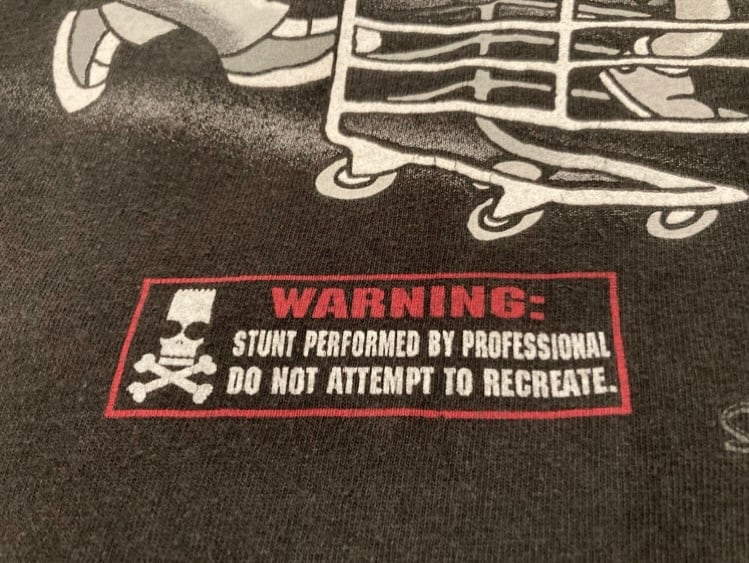 WARNING:
STUNT PERFORMED BY PROFESSIONAL
DO NOT ATTEMPT TO RECREATE.